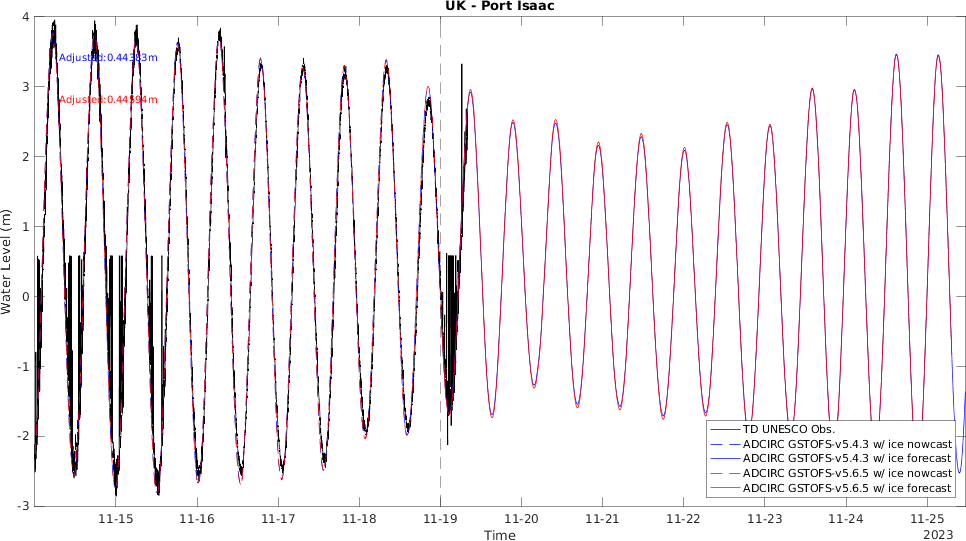 UK - Port Isaac
4
3
2
1
0
-1
-2
-3
Water Level (m)
Adjusted:0.44383m
Adjusted:0.44594m
TD UNESCO Obs.
ADCIRC GSTOFS-v5.4.3 w/ ice nowcast
ADCIRC GSTOFS-v5.4.3 w/ ice forecast
ADCIRC GSTOFS-v5.6.5 w/ ice nowcast
ADCIRC GSTOFS-v5.6.5 w/ ice forecast
11-15 11-16 11-17 11-18 11-19 11-20 11-21 11-22 11-23 11-24 11-25
Time
2023